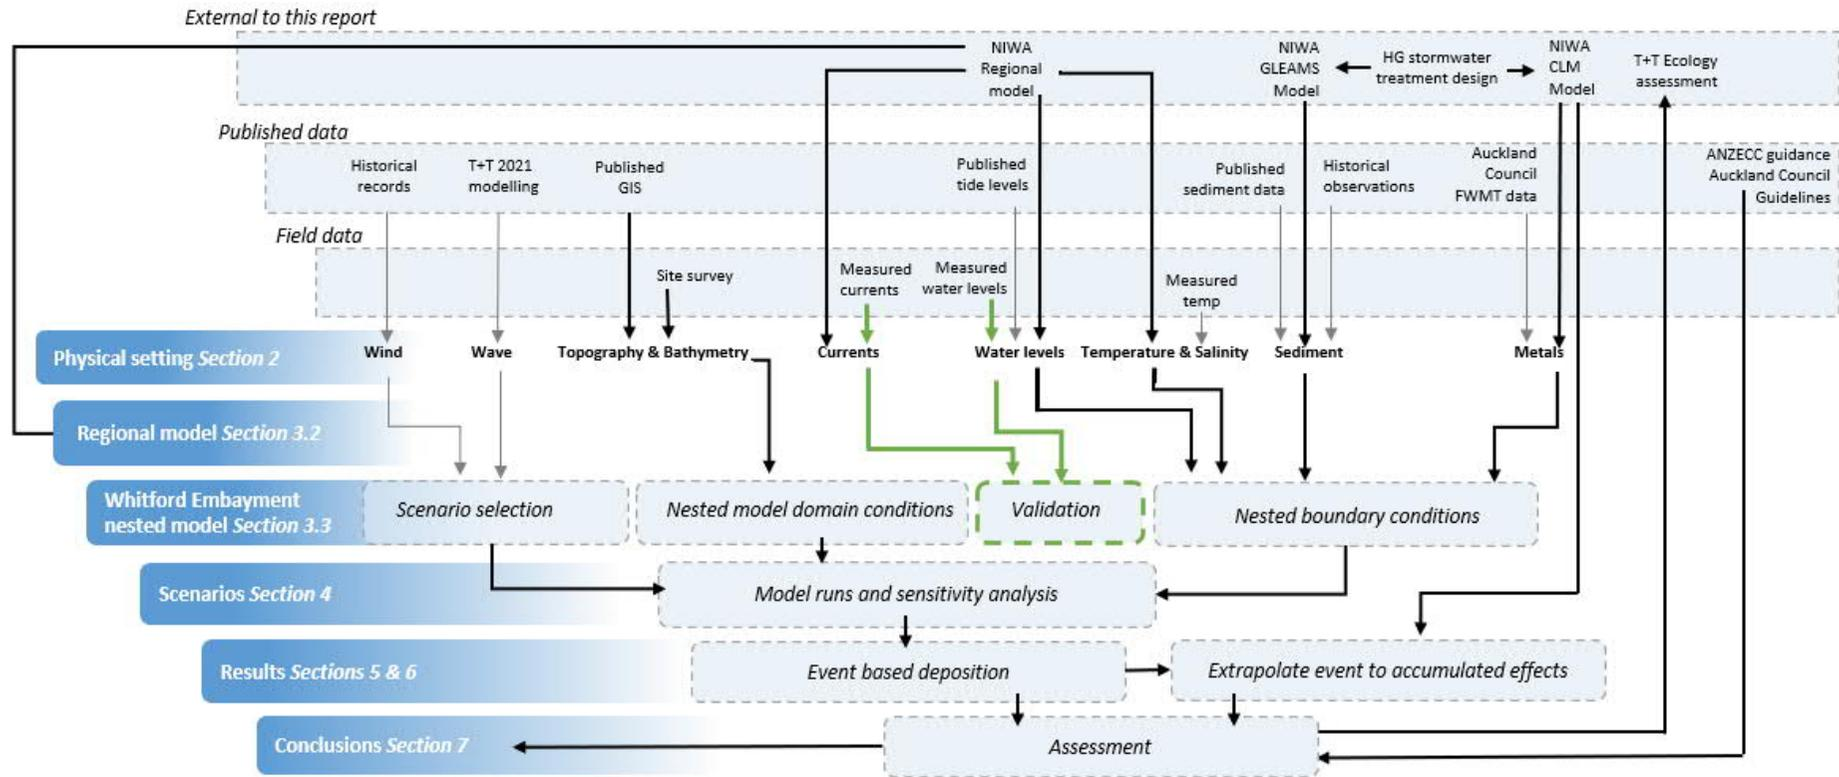 External to this report
NIWA
Regional
model
NIWA
GLEAMS
Model
HG stormwater
treatment design
NIWA
CLM
Model
T+T Ecology
assessment
Published data
Historical
records
T+T 2021
modelling
Published
GIS
Published
tide levels
Published
sediment data
Historical
observations
Auckland
Council
FWMT data
ANZECC guidance
Auckland Council
Guidelines
Field data
Site survey
Measured
currents
Measured
water levels
Measured
temp
Physical setting Section 2
Wind
Wave
Topography & Bathymetry
Currents
Water levels
Temperature & Salinity
Sediment
Metals
Regional model Section 3.2
Whitford Embayment
nested model Section 3.3
Scenario selection
Nested model domain conditions
Validation
Nested boundary conditions
Scenarios Section 4
Model runs and sensitivity analysis
Results Sections 5 & 6
Event based deposition
Extrapolate event to accumulated effects
Conclusions Section 7
Assessment